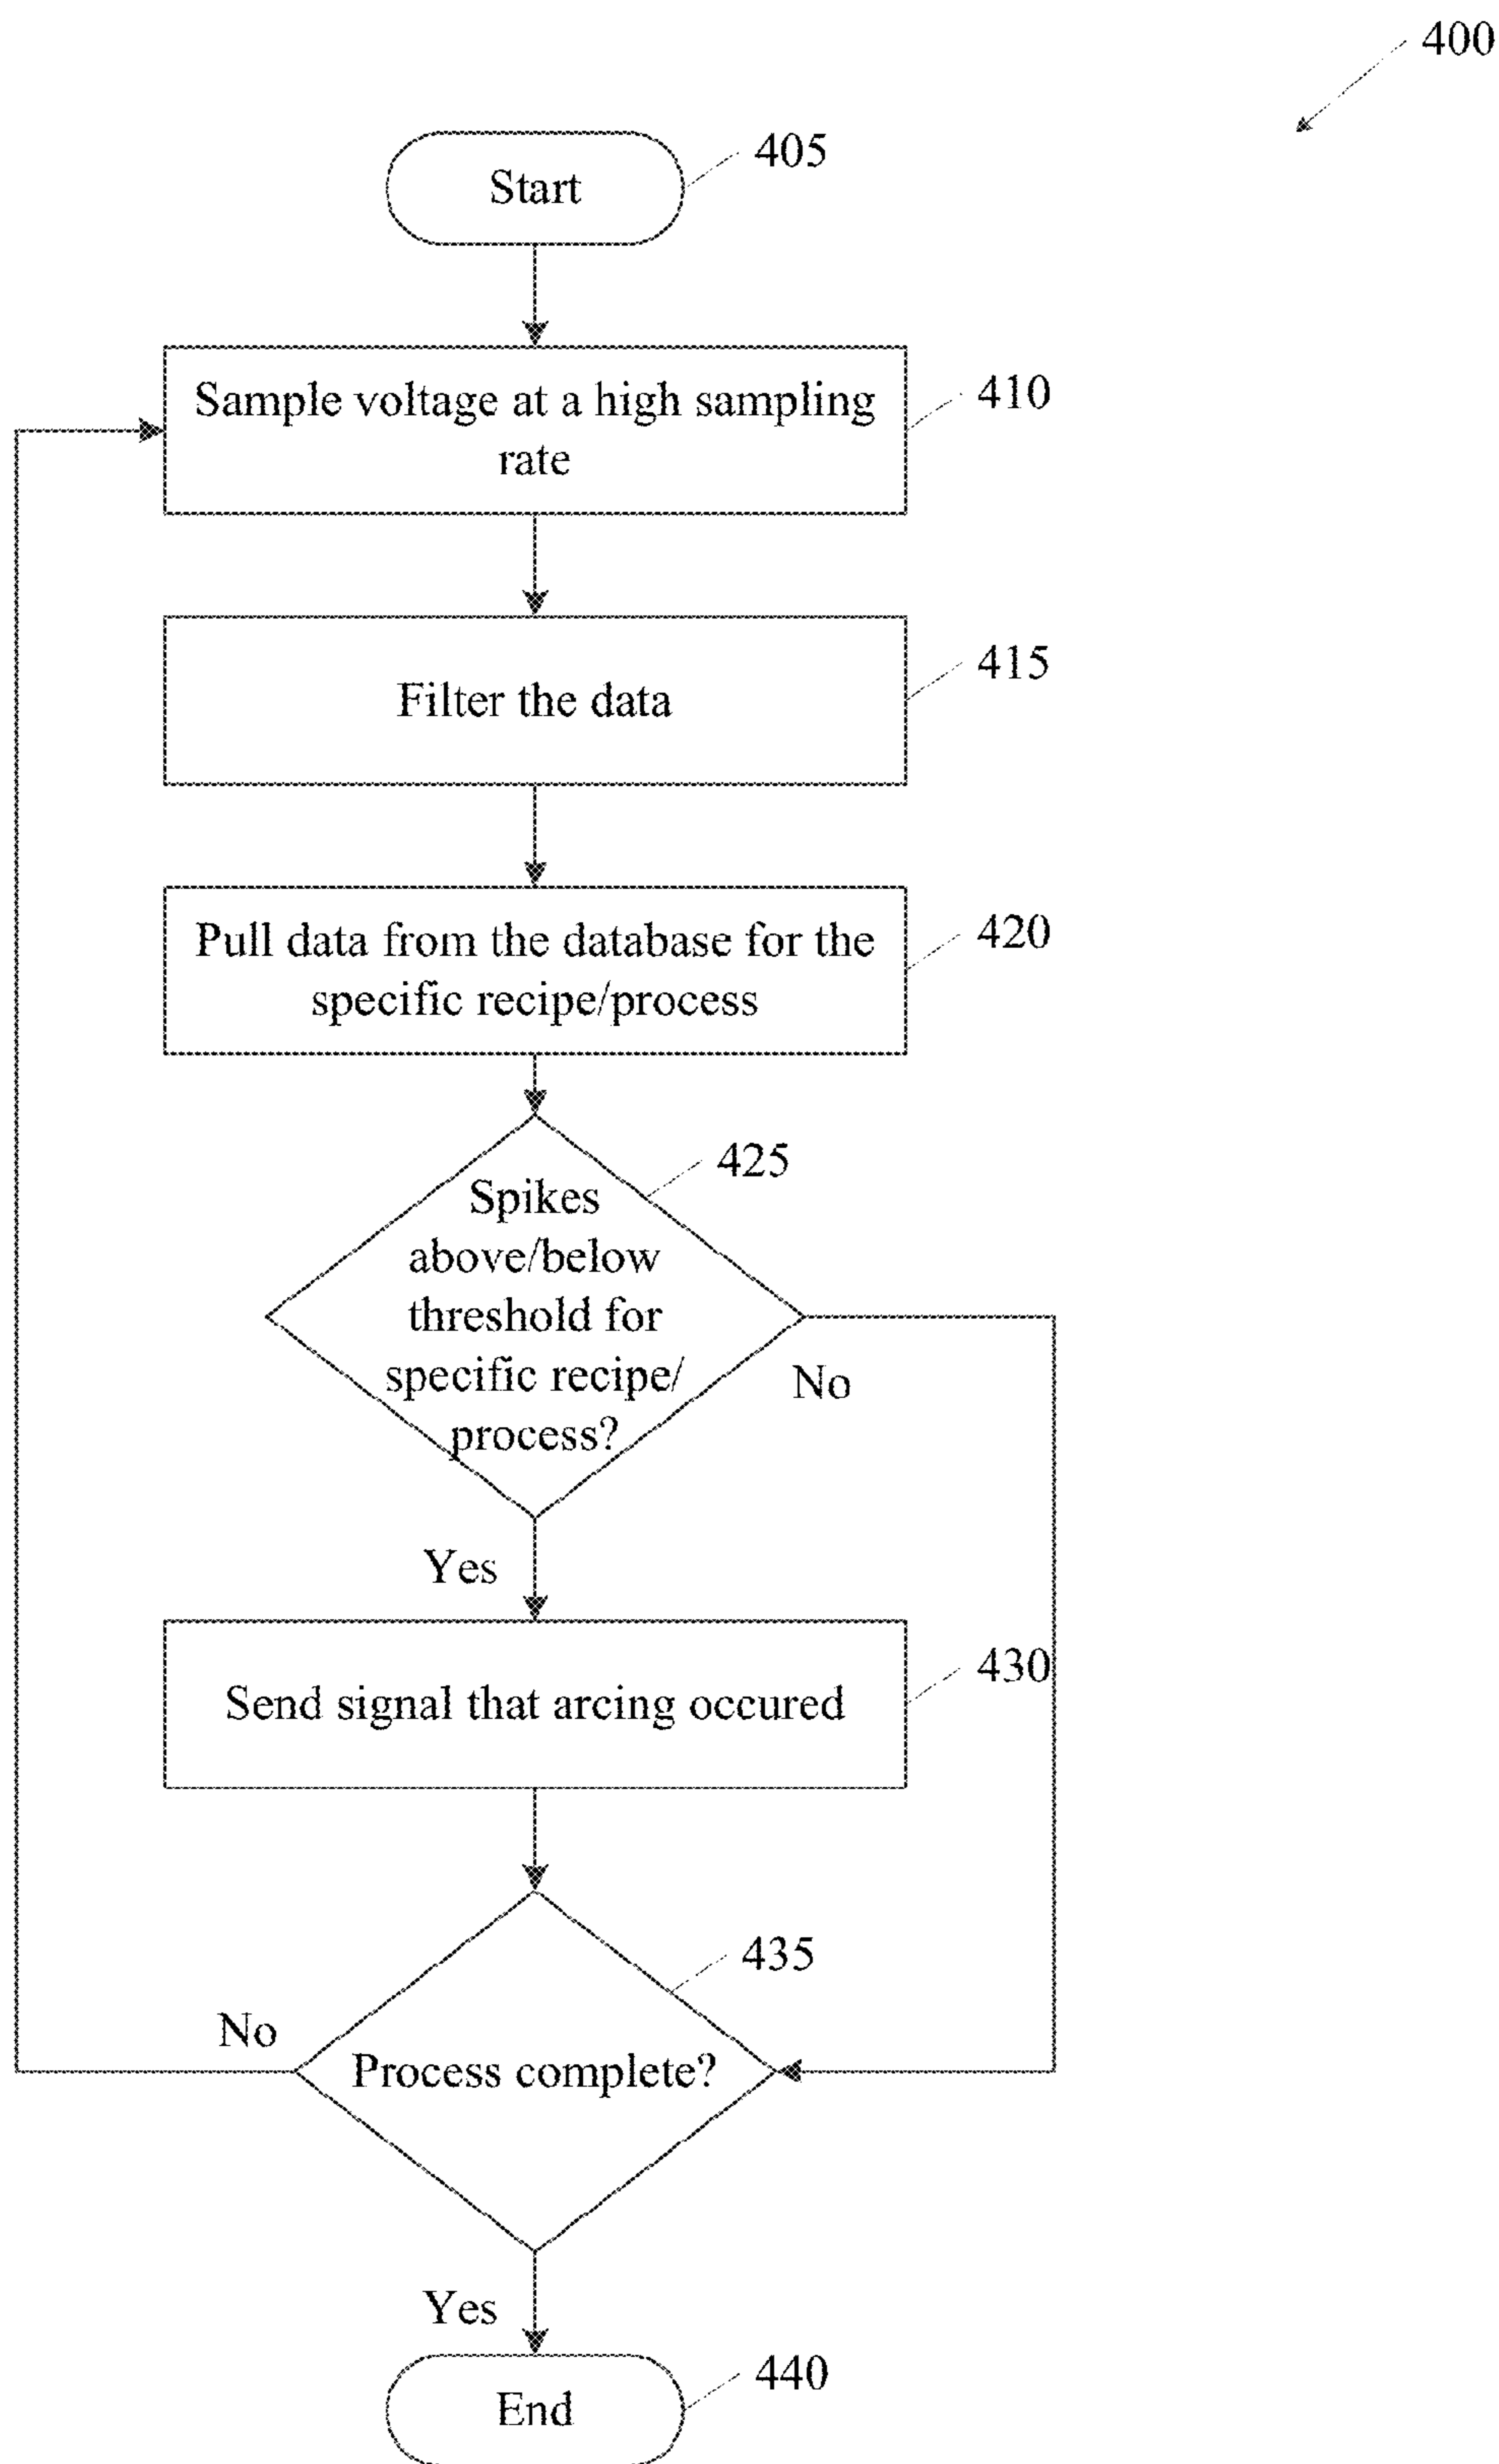 400
405
Start
410
Sample voltage at a high sampling
rate
415
Filter the data
420
Pull data from the database for the
specific recipe/process
425
Spikes
above/below
threshold for
specific recipe/
process?
No
Yes
430
Send signal that arcing occured
435
No
Process complete?
Yes
440
End